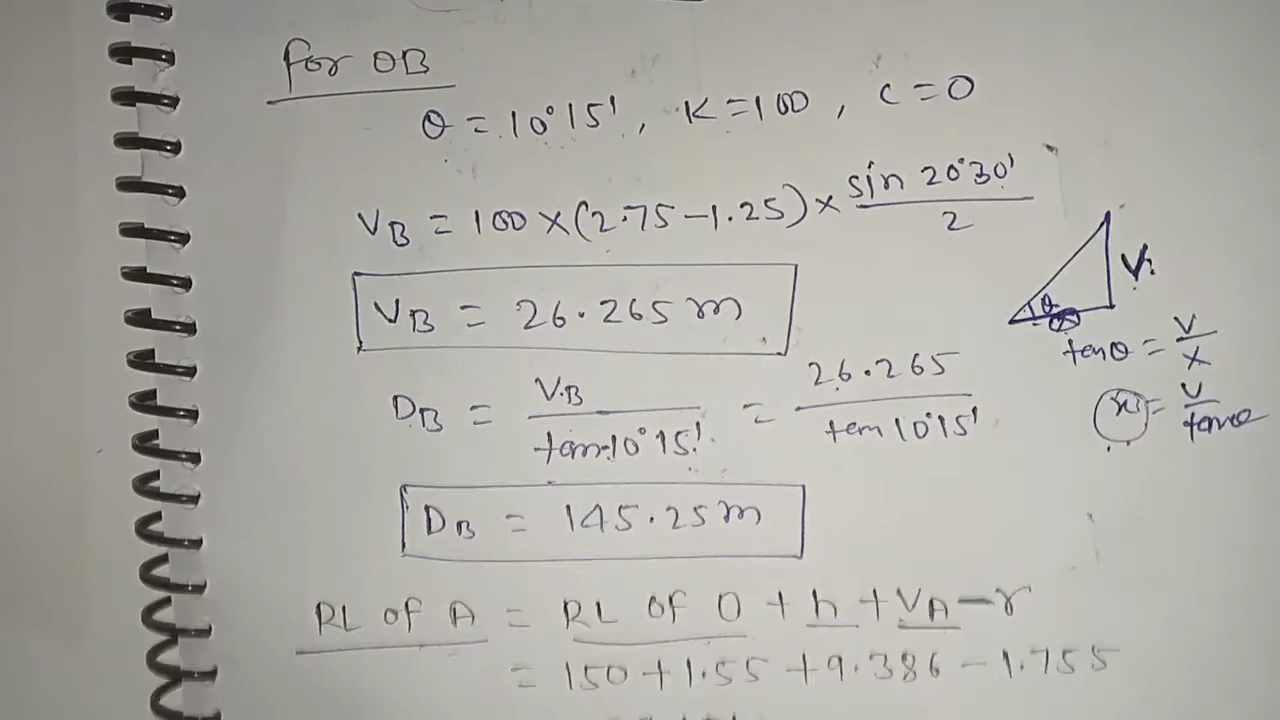 for OB
θ = 10°15', K=100, C=0
VB = 100 × (2.75-1.25) × sin 20°30' / 2
VB = 26.265 m
DB = VB / tan 10°15' = 26.265 / tan 10°15'
DB = 145.25 m
θ
V
tanθ = V / x
x = V / tanθ
RL of A = RL of O + h + VA - r
= 150 + 1.55 + 9.386 - 1.755